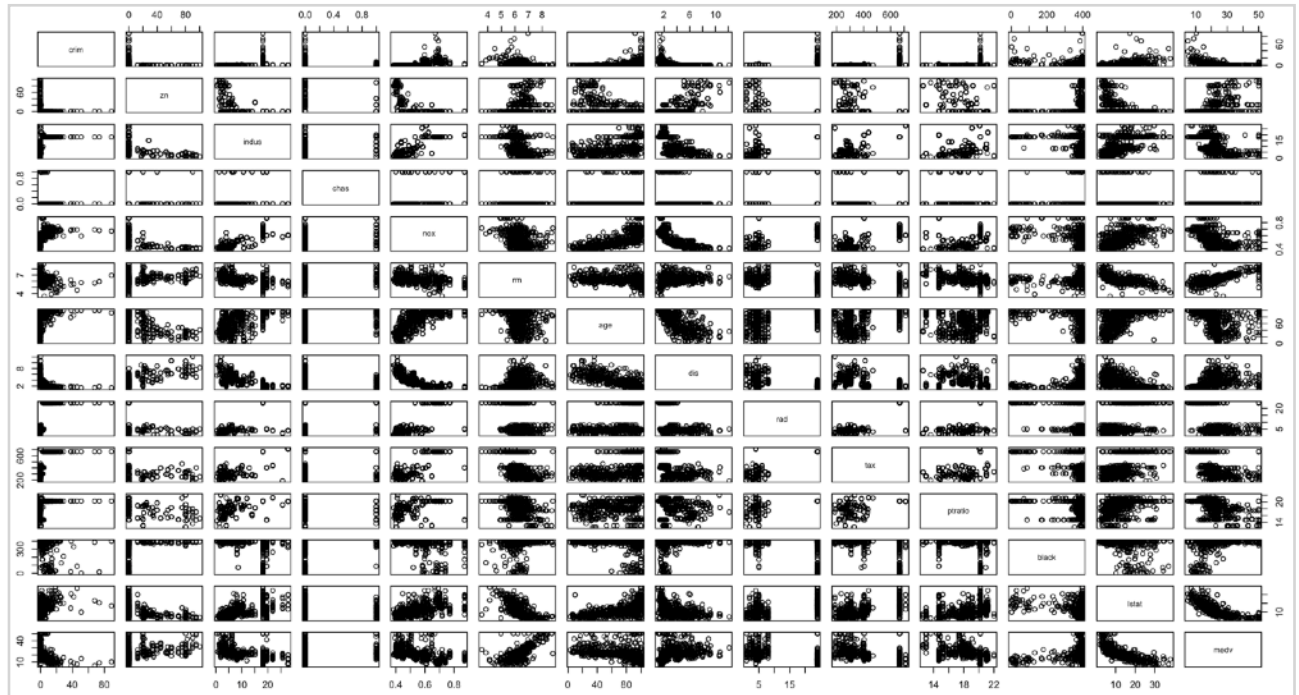 0 40 80 0.0 0.4 0.8 4 5 6 7 8 2 6 10 200 400 600 0 200 400 10 30 50
crim 0 60
0 60 zn
indus 0 15
0.0 0.8 chas
nox 0.4 0.8
4 7 rm
age 0 60
2 8 dis
rad 5 20
200 600 tax
ptratio 14 20
0 300 black
lstat 10
10 40 medv
0 40 80 0 10 20 0.4 0.6 0.8 0 40 80 5 15 14 18 22 10 20 30